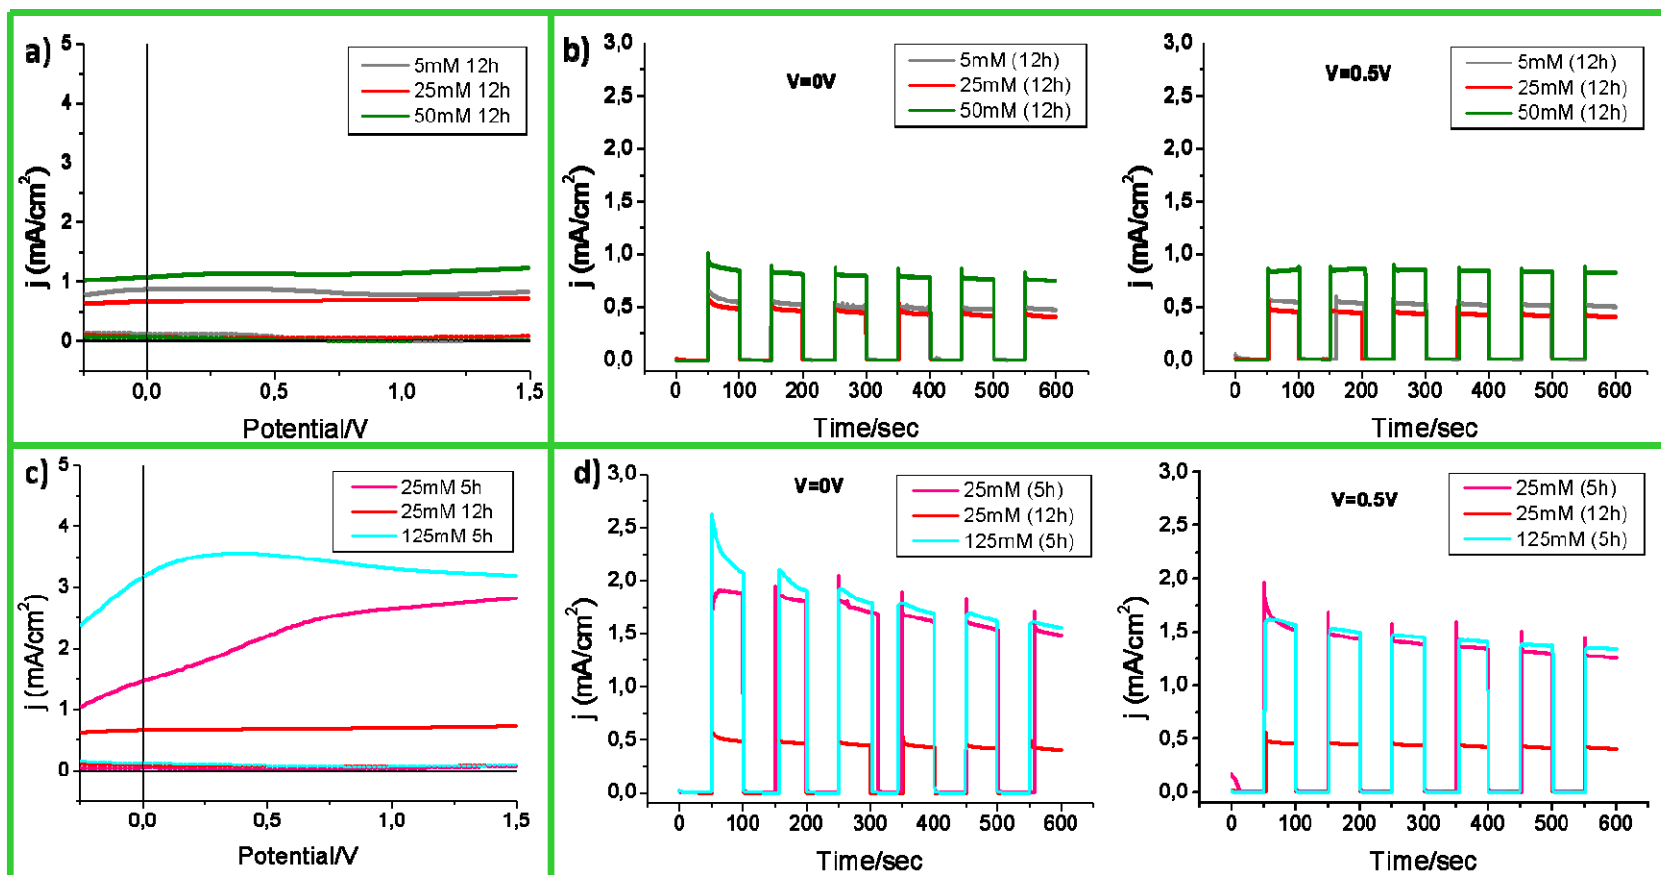 a)
5
4
3
2
1
0
j (mA/cm²)
5mM 12h
25mM 12h
50mM 12h
0,0
0,5
1,0
1,5
Potential/V
b)
3,0
2,5
2,0
1,5
1,0
0,5
0,0
j (mA/cm²)
V=0V
5mM (12h)
25mM (12h)
50mM (12h)
0 100 200 300 400 500 600
Time/sec
3,0
2,5
2,0
1,5
1,0
0,5
0,0
j (mA/cm²)
V=0.5V
5mM (12h)
25mM (12h)
50mM (12h)
0 100 200 300 400 500 600
Time/sec
c)
5
4
3
2
1
0
j (mA/cm²)
25mM 5h
25mM 12h
125mM 5h
0,0
0,5
1,0
1,5
Potential/V
d)
3,0
2,5
2,0
1,5
1,0
0,5
0,0
j (mA/cm²)
V=0V
25mM (5h)
25mM (12h)
125mM (5h)
0 100 200 300 400 500 600
Time/sec
3,0
2,5
2,0
1,5
1,0
0,5
0,0
j (mA/cm²)
V=0.5V
25mM (5h)
25mM (12h)
125mM (5h)
0 100 200 300 400 500 600
Time/sec